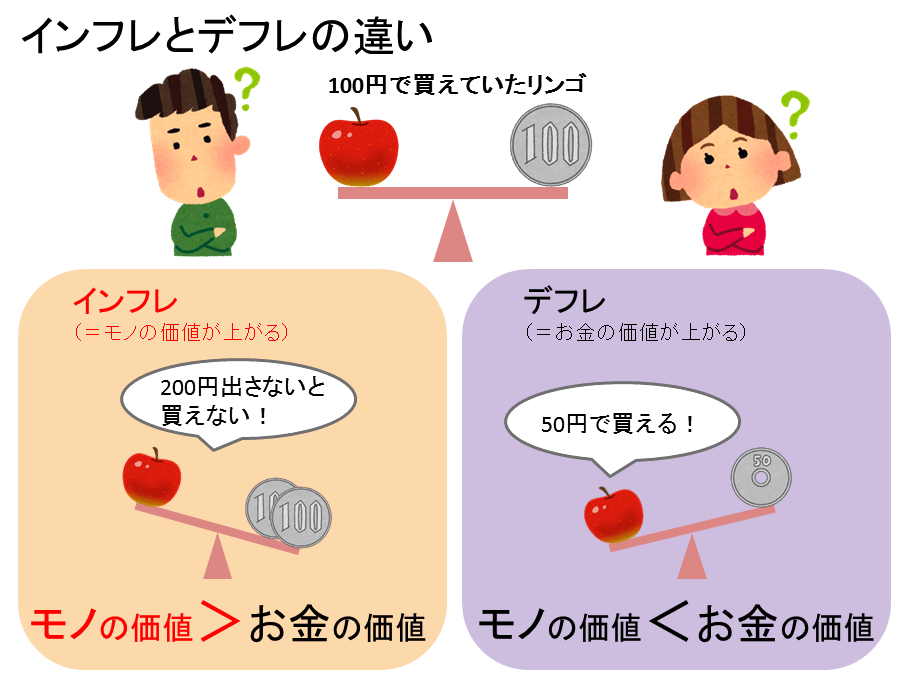 インフレとデフレの違い
?
?
100円で買えていたリンゴ
100
インフレ
（＝モノの価値が上がる）
200円出さないと
買えない！
100
100
モノの価値＞お金の価値
デフレ
（＝お金の価値が上がる）
50円で買える！
50
モノの価値＜お金の価値